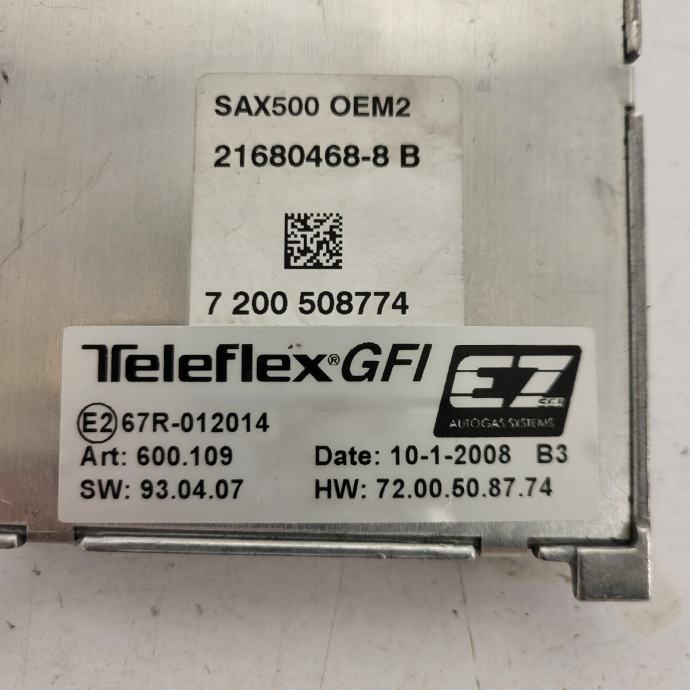 SAX500 OEM2
21680468-8 B
7 200 508774
Teleflex® GFI
EZ
SGI
AUTOGAS SYSTEMS
E2 67R-012014
Art: 600.109 Date: 10-1-2008 B3
SW: 93.04.07 HW: 72.00.50.87.74